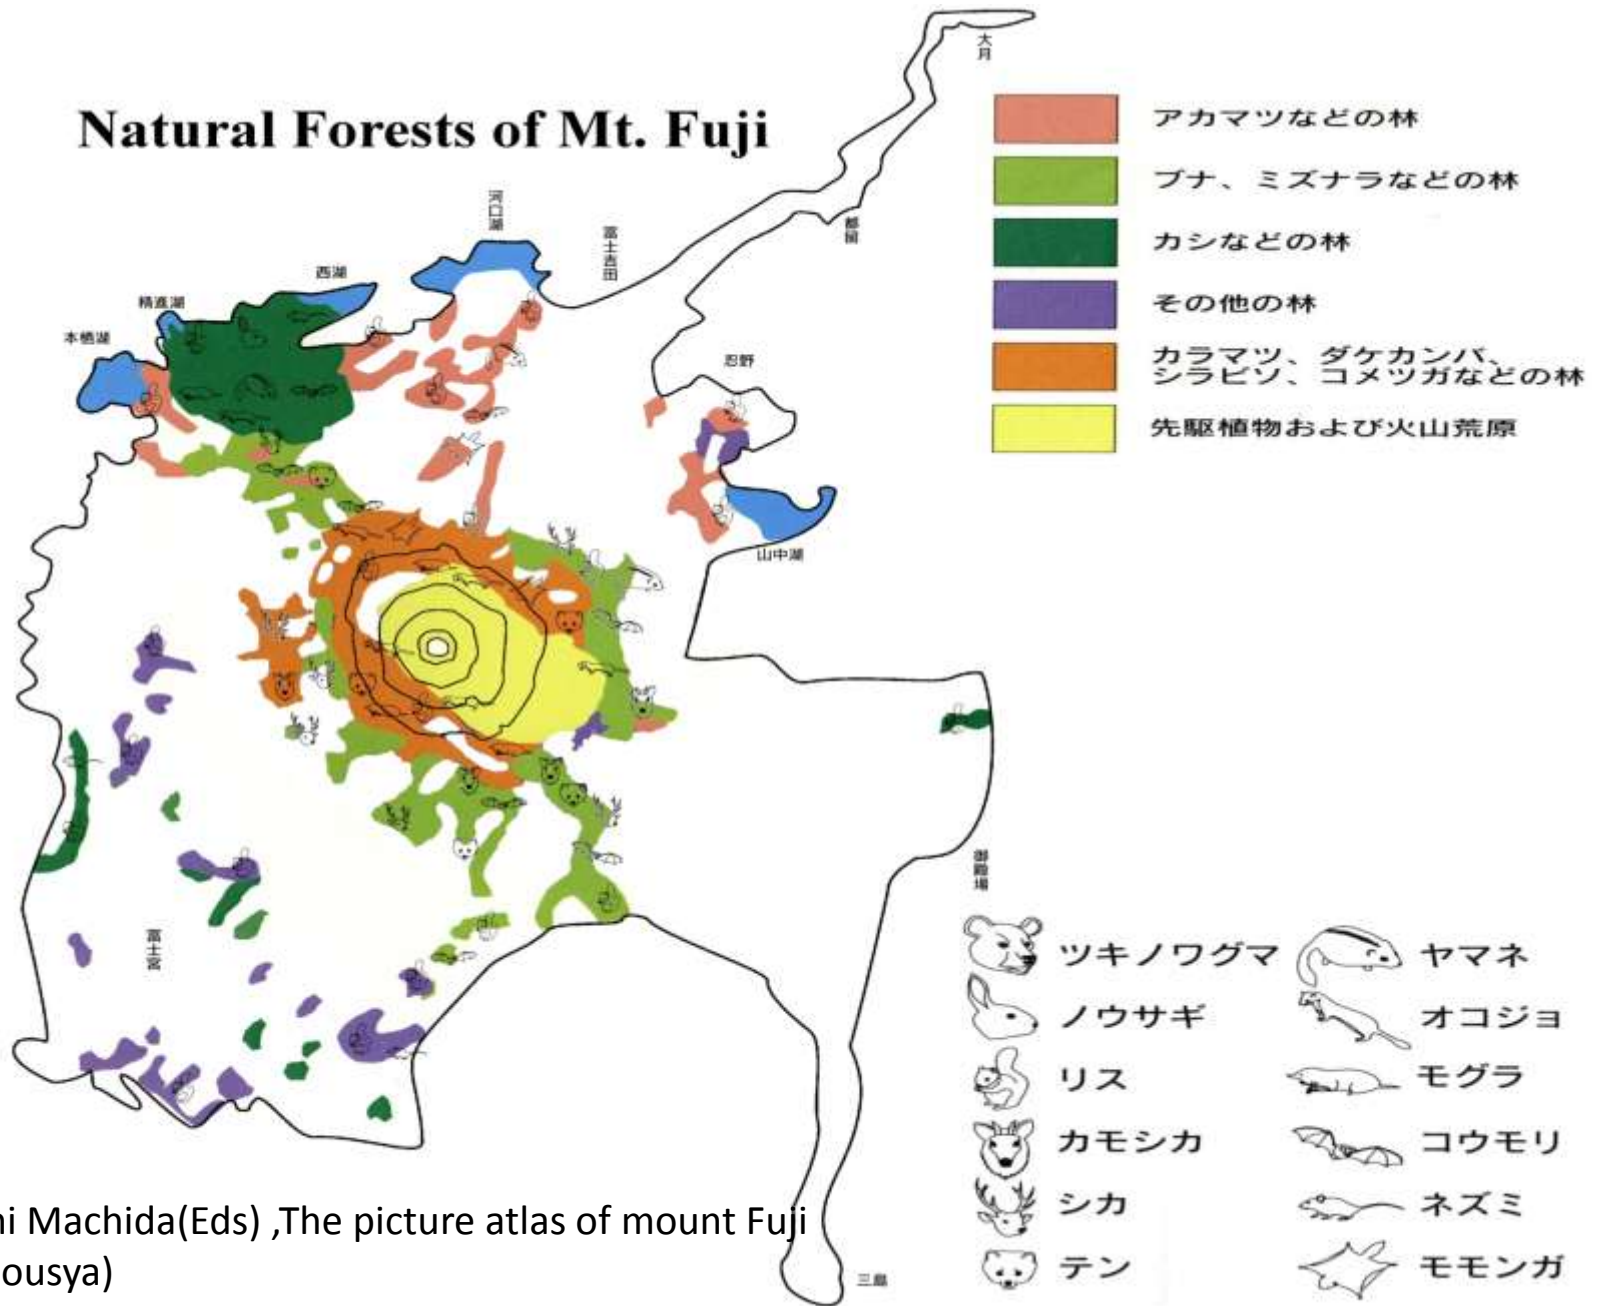 Natural Forests of Mt. Fuji
大月
都留
河口湖
富士吉田
西湖
精進湖
本栖湖
忍野
山中湖
御殿場
富士宮
三島
アカマツなどの林
ブナ、ミズナラなどの林
カシなどの林
その他の林
カラマツ、ダケカンバ、
シラビソ、コメツガなどの林
先駆植物および火山荒原
ツキノワグマ
ノウサギ
リス
カモシカ
シカ
テン
ヤマネ
オコジョ
モグラ
コウモリ
ネズミ
モモンガ
ni Machida(Eds) ,The picture atlas of mount Fuji
ousya)